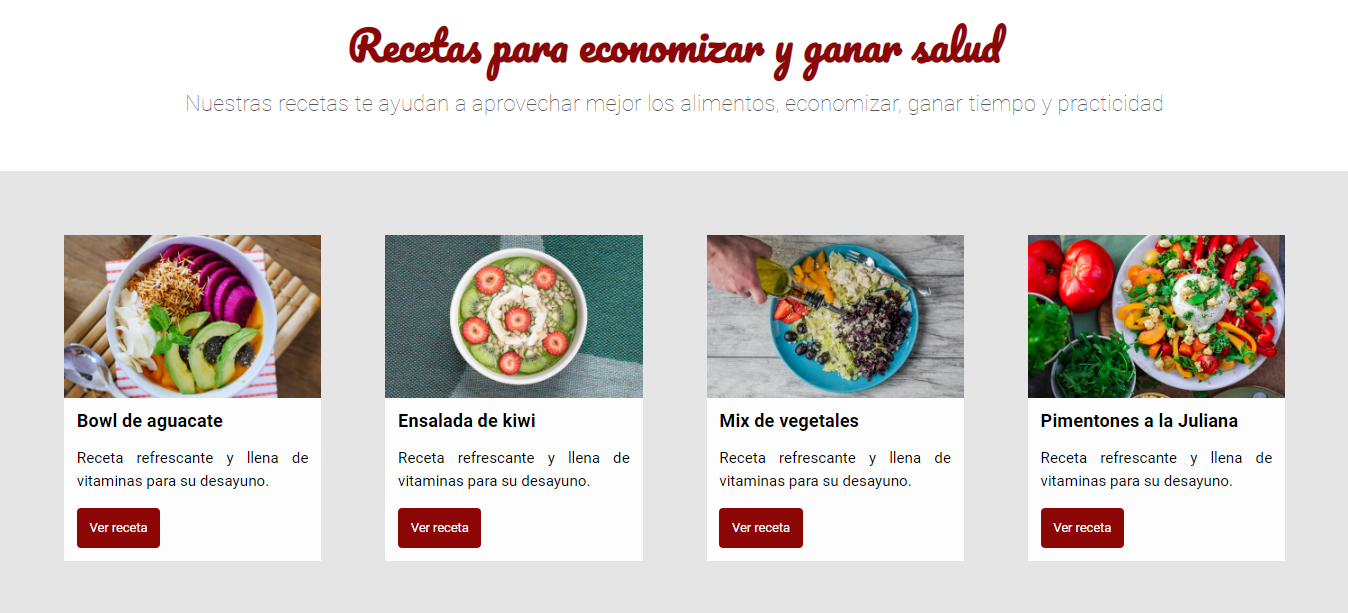 Recetas para economizar y ganar salud
Nuestras recetas te ayudan a aprovechar mejor los alimentos, economizar, ganar tiempo y practicidad
Bowl de aguacate
Receta refrescante y llena de
vitaminas para su desayuno.
Ver receta
Ensalada de kiwi
Receta refrescante y llena de
vitaminas para su desayuno.
Ver receta
Mix de vegetales
Receta refrescante y llena de
vitaminas para su desayuno.
Ver receta
Pimentones a la Juliana
Receta refrescante y llena de
vitaminas para su desayuno.
Ver receta